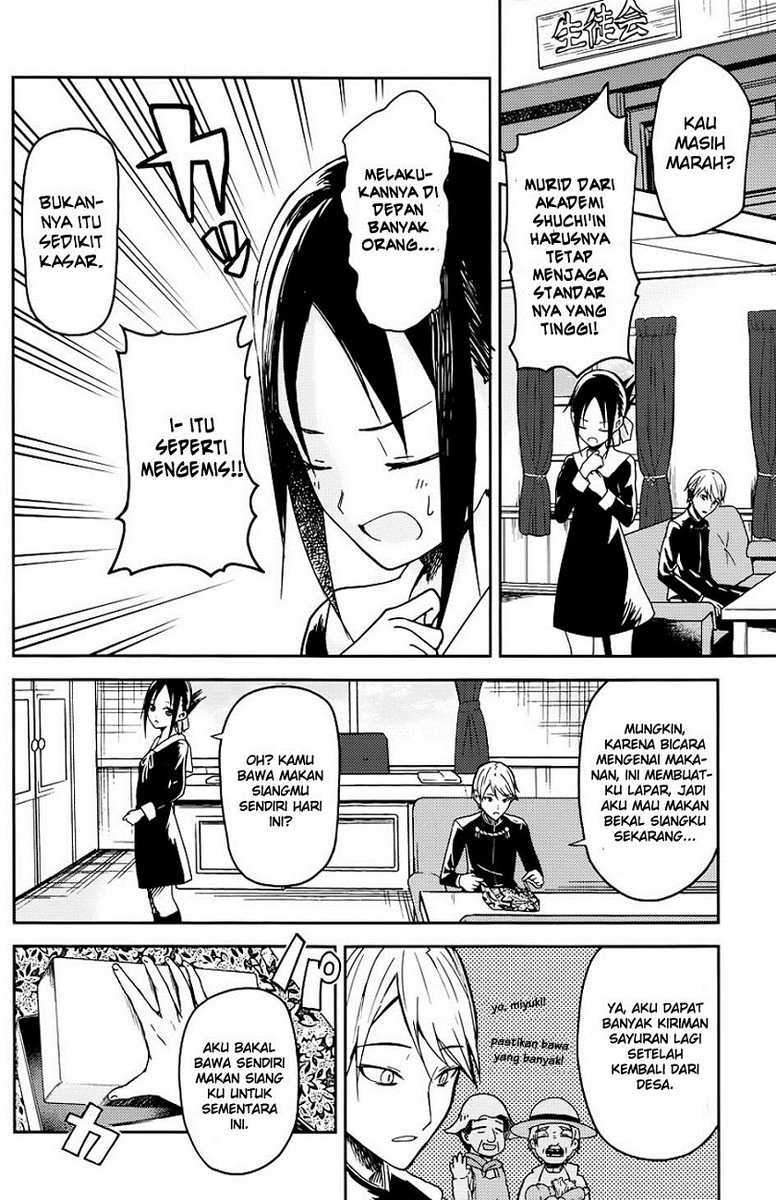 生徒会
KAU
MASIH
MARAH?
MURID DARI
AKADEMI
SHUCHI'IN
HARUSNYA
TETAP
MENJAGA
STANDAR
NYA YANG
TINGGI!
MELAKU-
KANNYA DI
DEPAN
BANYAK
ORANG...
カ
BUKAN-
NYA ITU
SEDIKIT
KASAR.
I- ITU
SEPERTI
MENGEMIS!!
MUNGKIN,
KARENA BICARA
MENGENAI MAKA-
NAN, INI MEMBUAT-
KU LAPAR, JADI
AKU MAU MAKAN
BEKAL SIANGKU
SEKARANG...
OH? KAMU
BAWA MAKAN
SIANGMU
SENDIRI HARI
INI?
YA, AKU DAPAT
BANYAK KIRIMAN
SAYURAN LAGI
SETELAH
KEMBALI DARI
DESA.
yo, miyuki!
pastikan bawa
yang banyak!
パカ
AKU BAKAL
BAWA SENDIRI
MAKAN SIANG
KU UNTUK
SEMENTARA
INI.